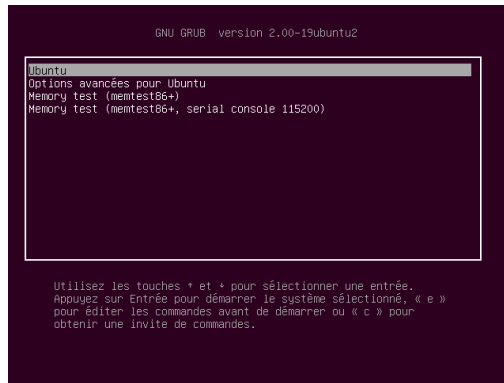 GNU GRUB version 2.00-19ubuntu2
Ubuntu
Options avancées pour Ubuntu
Memory test (memtest86+)
Memory test (memtest86+, serial console 115200)
Utilisez les touches ↑ et ↓ pour sélectionner une entrée.
Appuyez sur Entrée pour démarrer le système sélectionné, « e »
pour éditer les commandes avant de démarrer ou « c » pour
obtenir une invite de commandes.